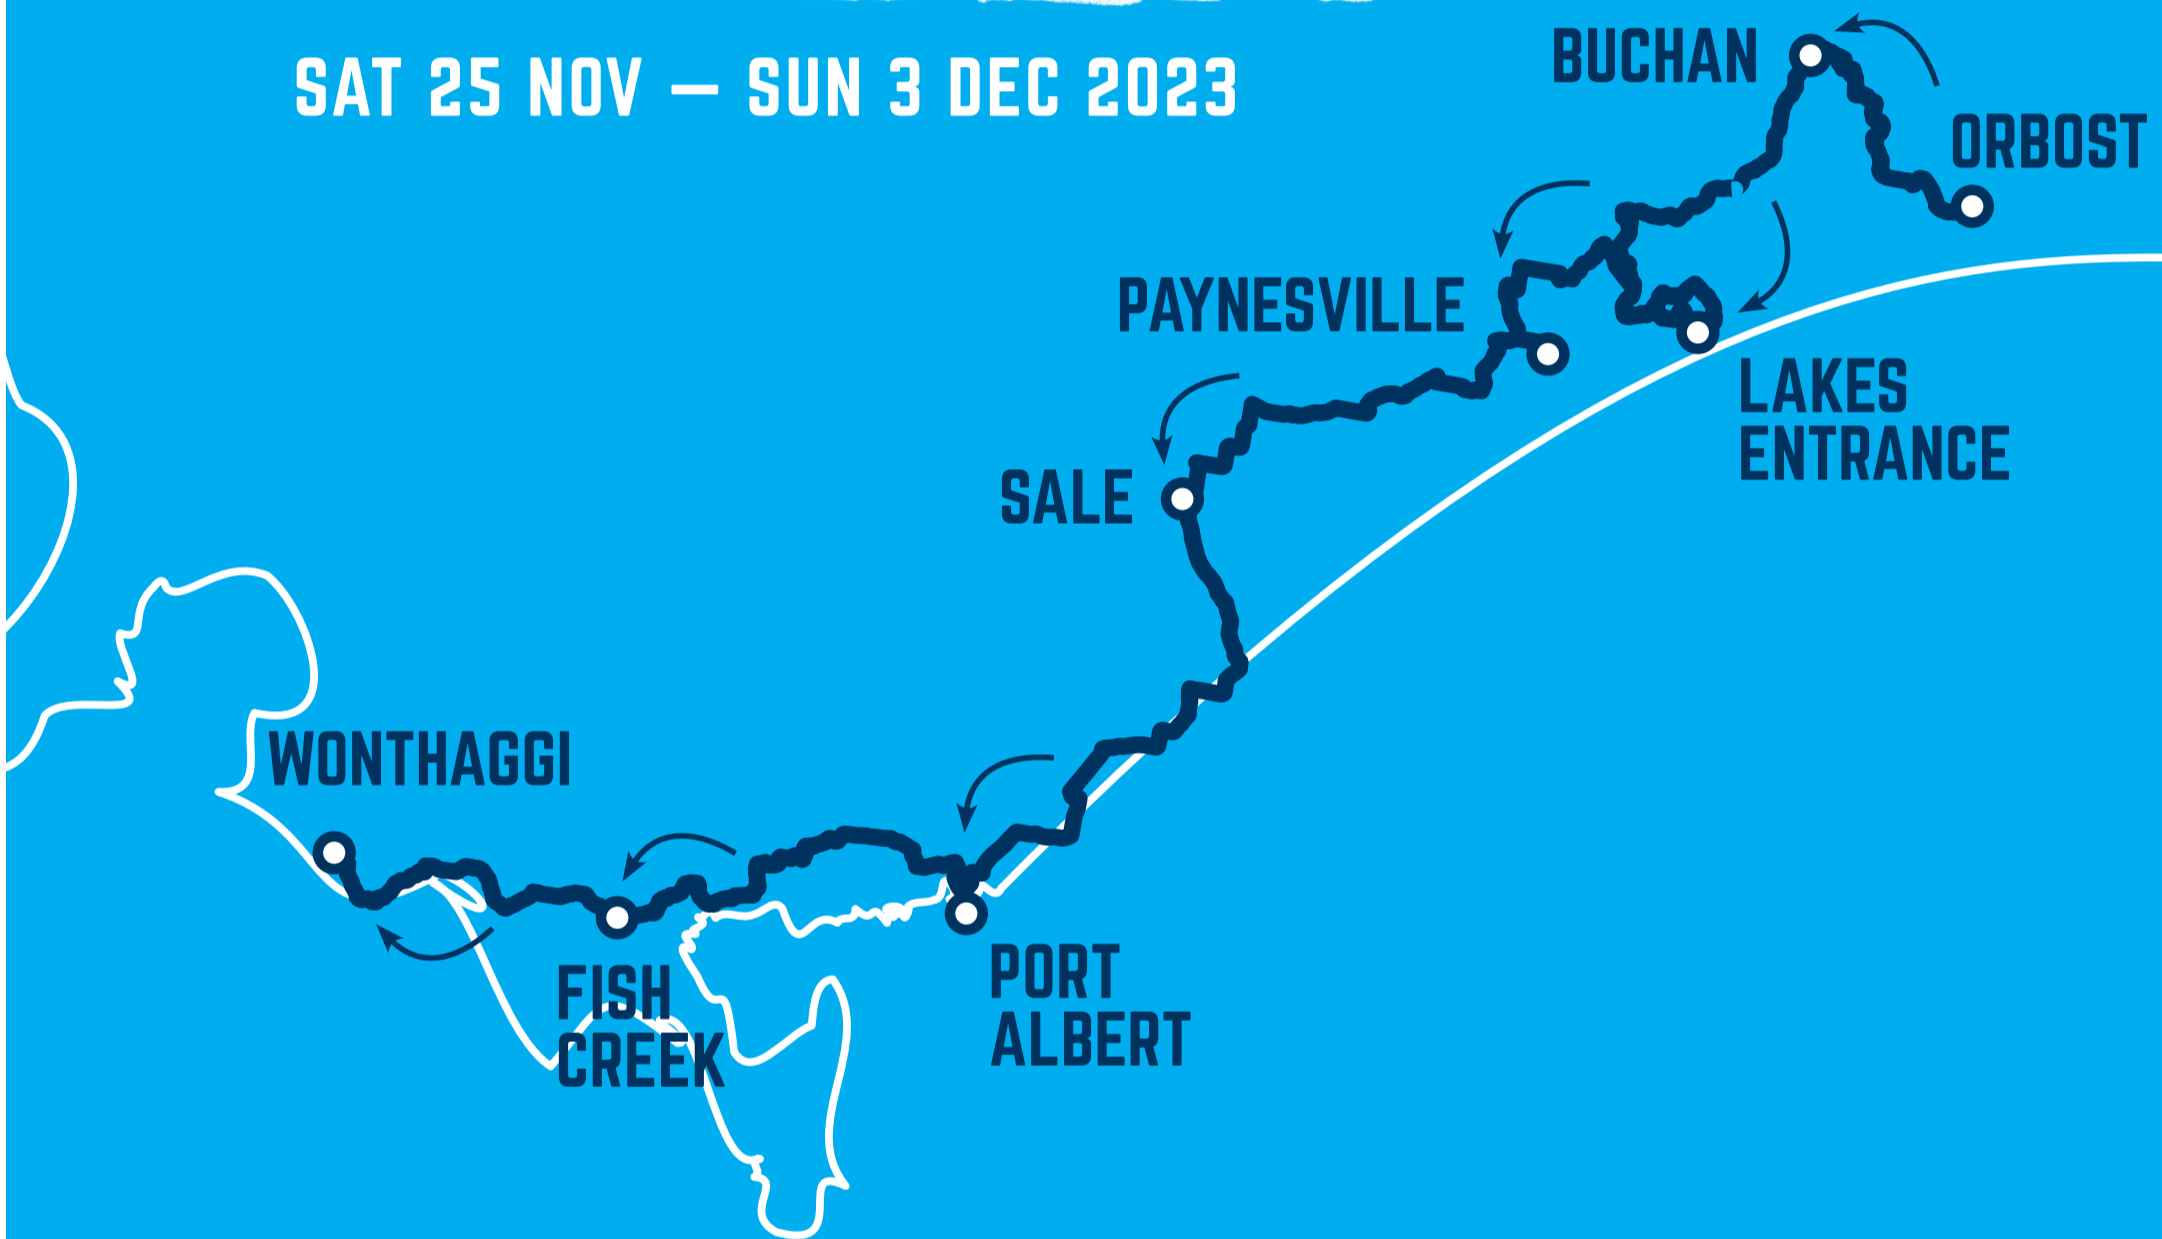 SAT 25 NOV — SUN 3 DEC 2023
BUCHAN
ORBOST
PAYNESVILLE
LAKES
ENTRANCE
SALE
WONTHAGGI
FISH
CREEK
PORT
ALBERT